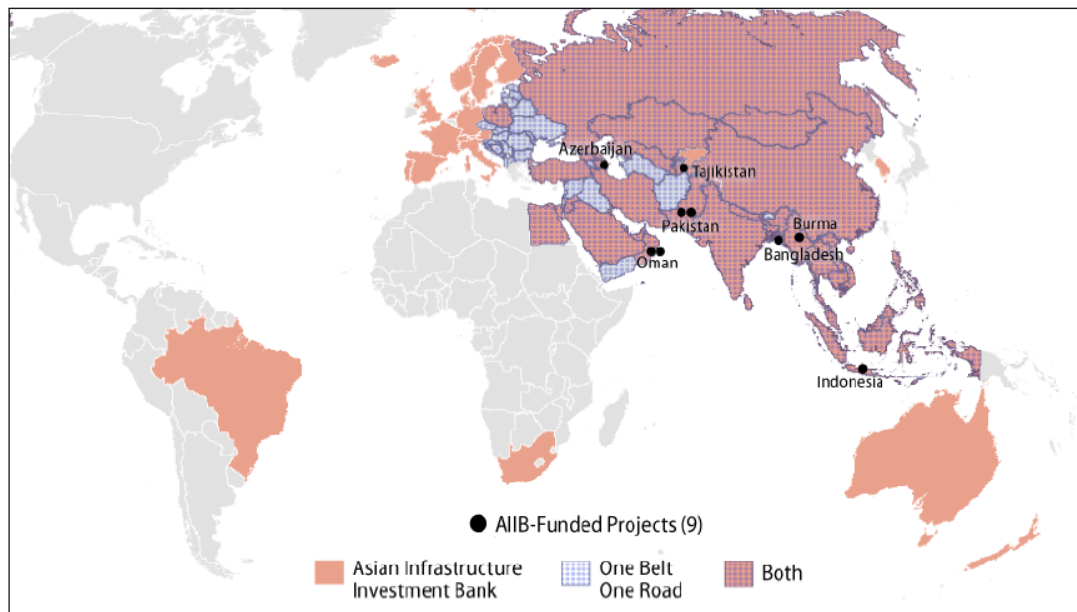 Azerbaijan
Tajikistan
Pakistan
Burma
Bangladesh
Oman
Indonesia
AIIB-Funded Projects (9)
Asian Infrastructure
Investment Bank
One Belt
One Road
Both